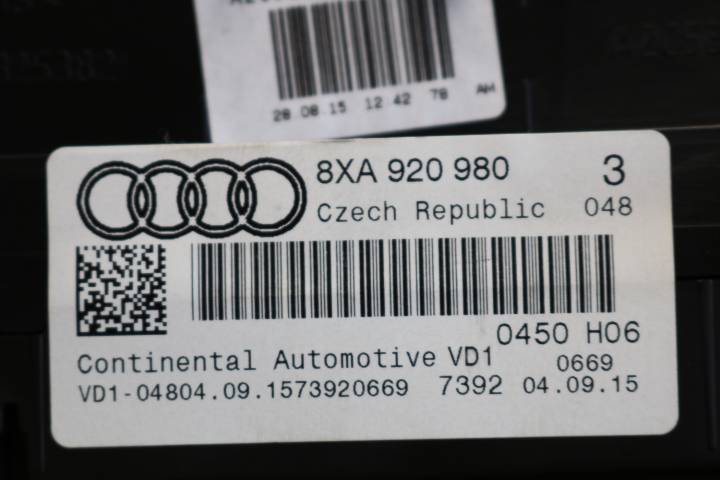 28.08.15 12:42 78 AM
8XA 920 980 3
Czech Republic 048
0450 H06
Continental Automotive VD1 0669
VD1-04804.09.1573920669 7392 04.09.15